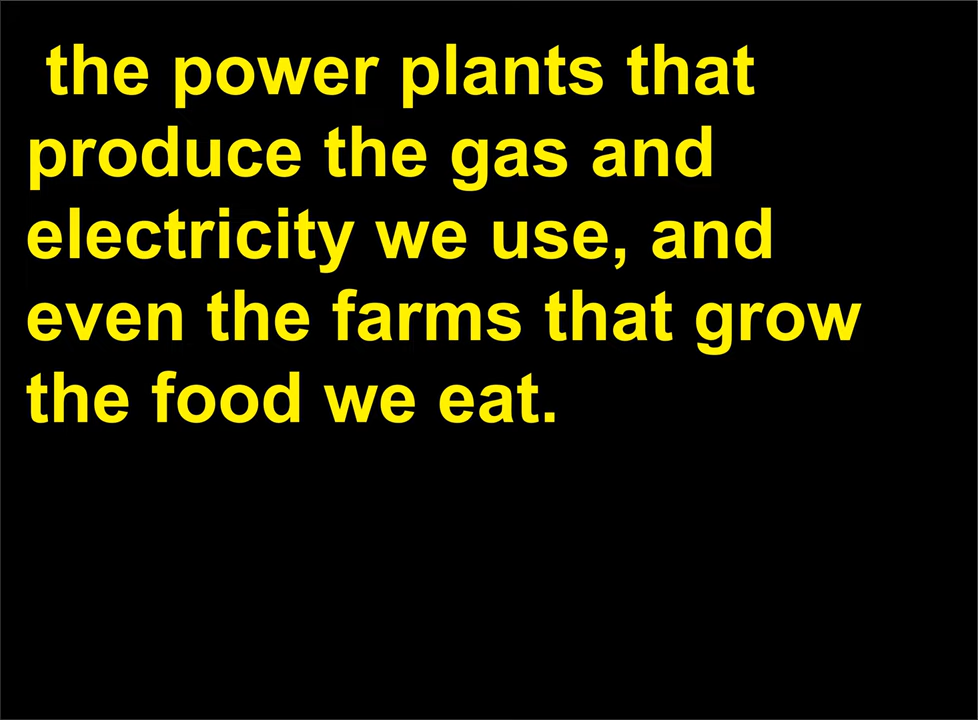 the power plants that
produce the gas and
electricity we use, and
even the farms that grow
the food we eat.